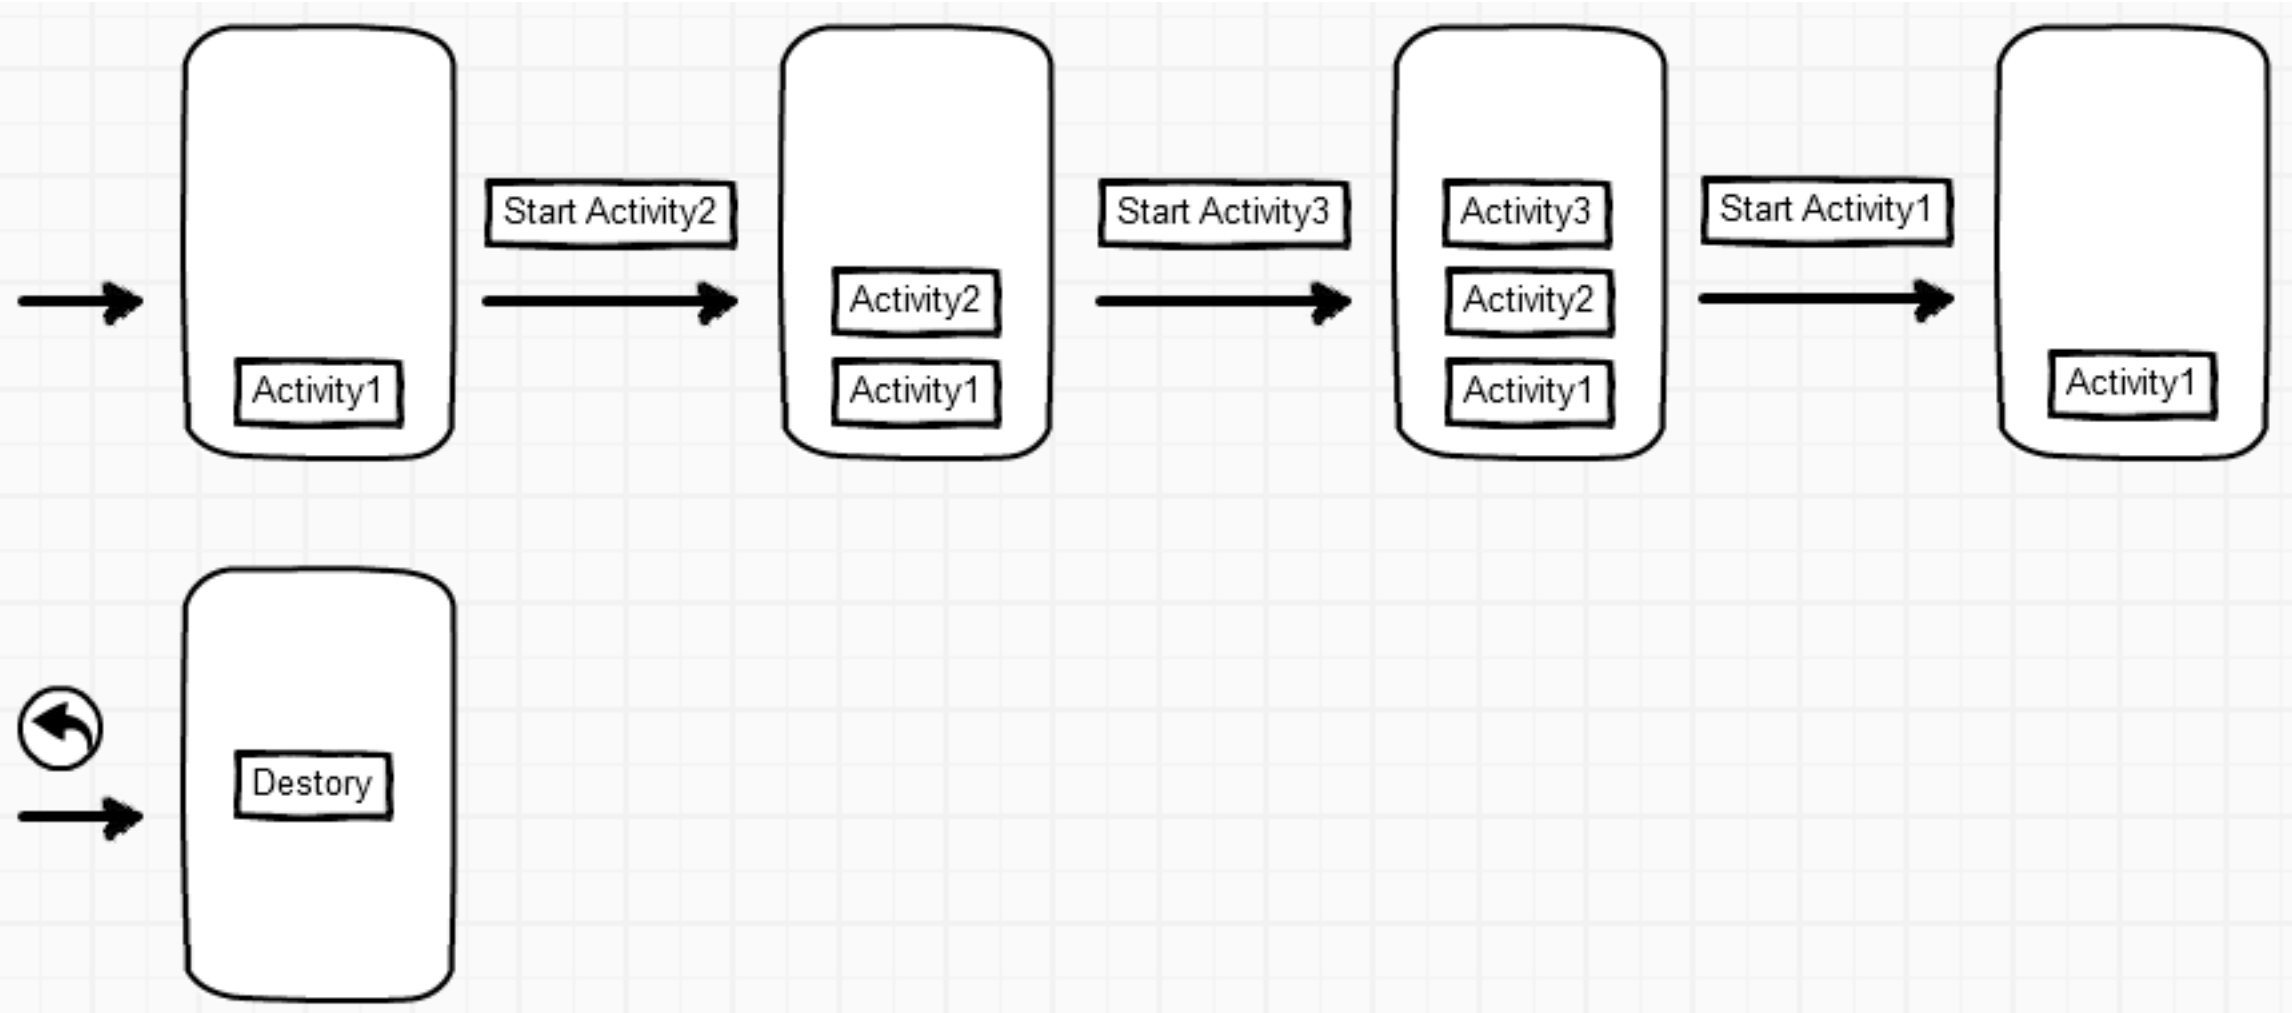 Activity1
Start Activity2
Activity2
Activity1
Start Activity3
Activity3
Activity2
Activity1
Start Activity1
Activity1
Destory